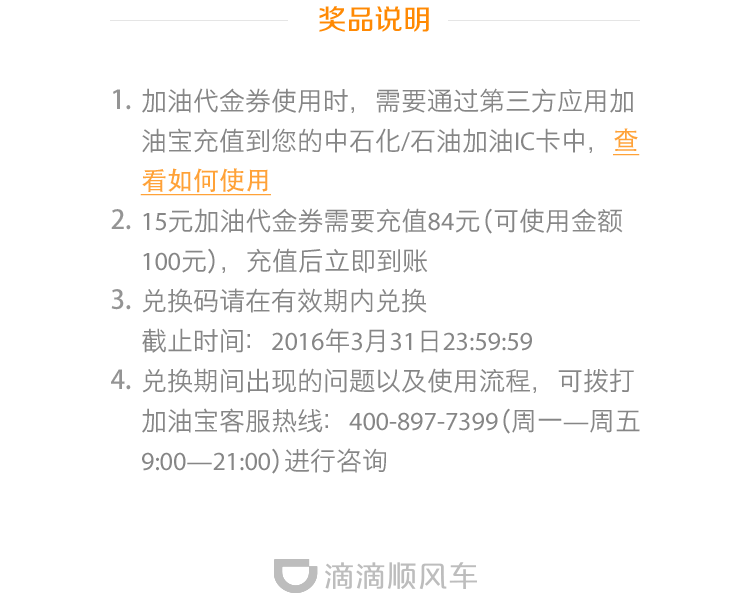 奖品说明
1. 加油代金券使用时，需要通过第三方应用加
油宝充值到您的中石化/石油加油IC卡中，查
看如何使用
2. 15元加油代金券需要充值84元（可使用金额
100元），充值后立即到账
3. 兑换码请在有效期内兑换
截止时间：2016年3月31日23:59:59
4. 兑换期间出现的问题以及使用流程，可拨打
加油宝客服热线：400-897-7399（周一—周五
9:00—21:00）进行咨询
滴滴顺风车